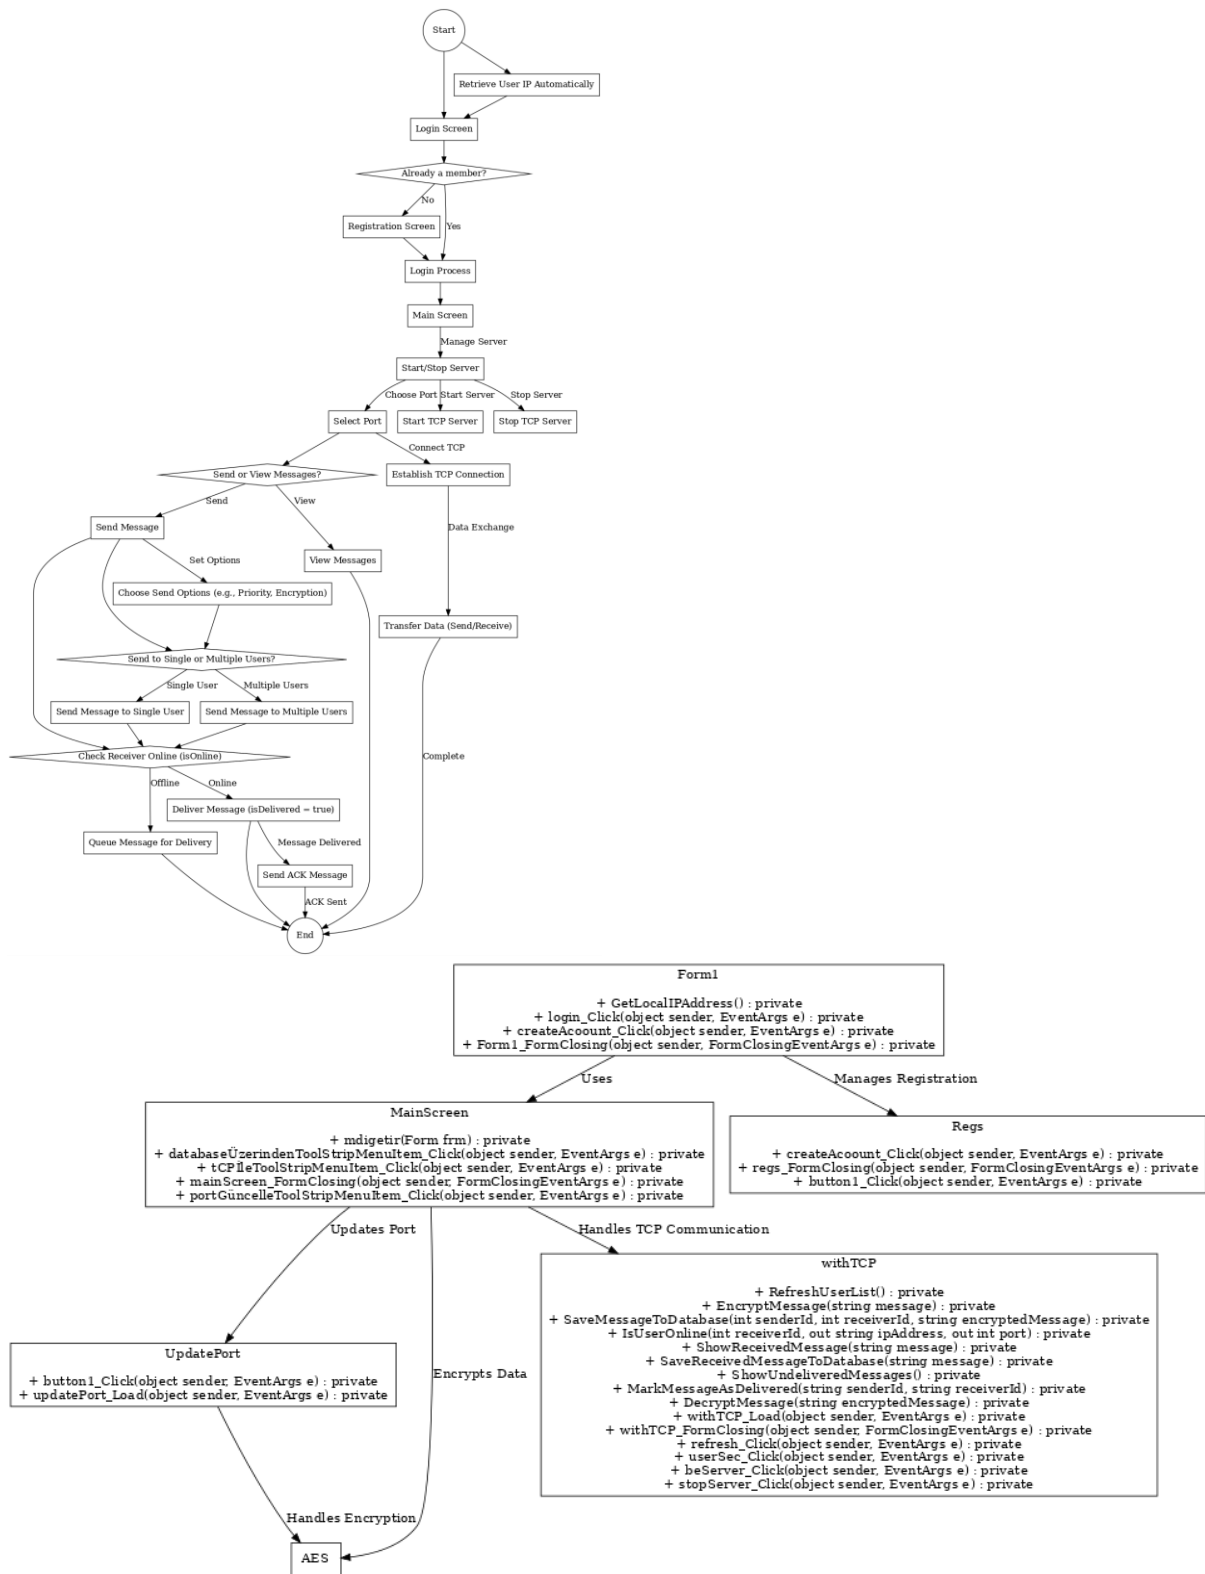 Start
Retrieve User IP Automatically
Login Screen
Already a member?
No
Registration Screen
Yes
Login Process
Main Screen
Manage Server
Start/Stop Server
Choose Port
Start Server
Stop Server
Select Port
Start TCP Server
Stop TCP Server
Connect TCP
Send or View Messages?
Establish TCP Connection
Send
View
Send Message
Data Exchange
Set Options
View Messages
Choose Send Options (e.g., Priority, Encryption)
Transfer Data (Send/Receive)
Send to Single or Multiple Users?
Single User
Multiple Users
Send Message to Single User
Send Message to Multiple Users
Check Receiver Online (isOnline)
Complete
Offline
Online
Deliver Message (isDelivered = true)
Queue Message for Delivery
Message Delivered
Send ACK Message
ACK Sent
End
Form1
+ GetLocalIPAddress() : private
+ login_Click(object sender, EventArgs e) : private
+ createAcoount_Click(object sender, EventArgs e) : private
+ Form1_FormClosing(object sender, FormClosingEventArgs e) : private
Uses
Manages Registration
MainScreen
+ mdigetir(Form frm) : private
+ databaseÜzerindenToolStripMenuItem_Click(object sender, EventArgs e) : private
+ tCPİleToolStripMenuItem_Click(object sender, EventArgs e) : private
+ mainScreen_FormClosing(object sender, FormClosingEventArgs e) : private
+ portGüncelleToolStripMenuItem_Click(object sender, EventArgs e) : private
Regs
+ createAcoount_Click(object sender, EventArgs e) : private
+ regs_FormClosing(object sender, FormClosingEventArgs e) : private
+ button1_Click(object sender, EventArgs e) : private
Updates Port
Handles TCP Communication
withTCP
+ RefreshUserList() : private
+ EncryptMessage(string message) : private
+ SaveMessageToDatabase(int senderId, int receiverId, string encryptedMessage) : private
+ IsUserOnline(int receiverId, out string ipAddress, out int port) : private
+ ShowReceivedMessage(string message) : private
+ SaveReceivedMessageToDatabase(string message) : private
+ ShowUndeliveredMessages() : private
+ MarkMessageAsDelivered(string senderId, string receiverId) : private
+ DecryptMessage(string encryptedMessage) : private
+ withTCP_Load(object sender, EventArgs e) : private
+ withTCP_FormClosing(object sender, FormClosingEventArgs e) : private
+ refresh_Click(object sender, EventArgs e) : private
+ userSec_Click(object sender, EventArgs e) : private
+ beServer_Click(object sender, EventArgs e) : private
+ stopServer_Click(object sender, EventArgs e) : private
UpdatePort
+ button1_Click(object sender, EventArgs e) : private
+ updatePort_Load(object sender, EventArgs e) : private
Encrypts Data
Handles Encryption
AES